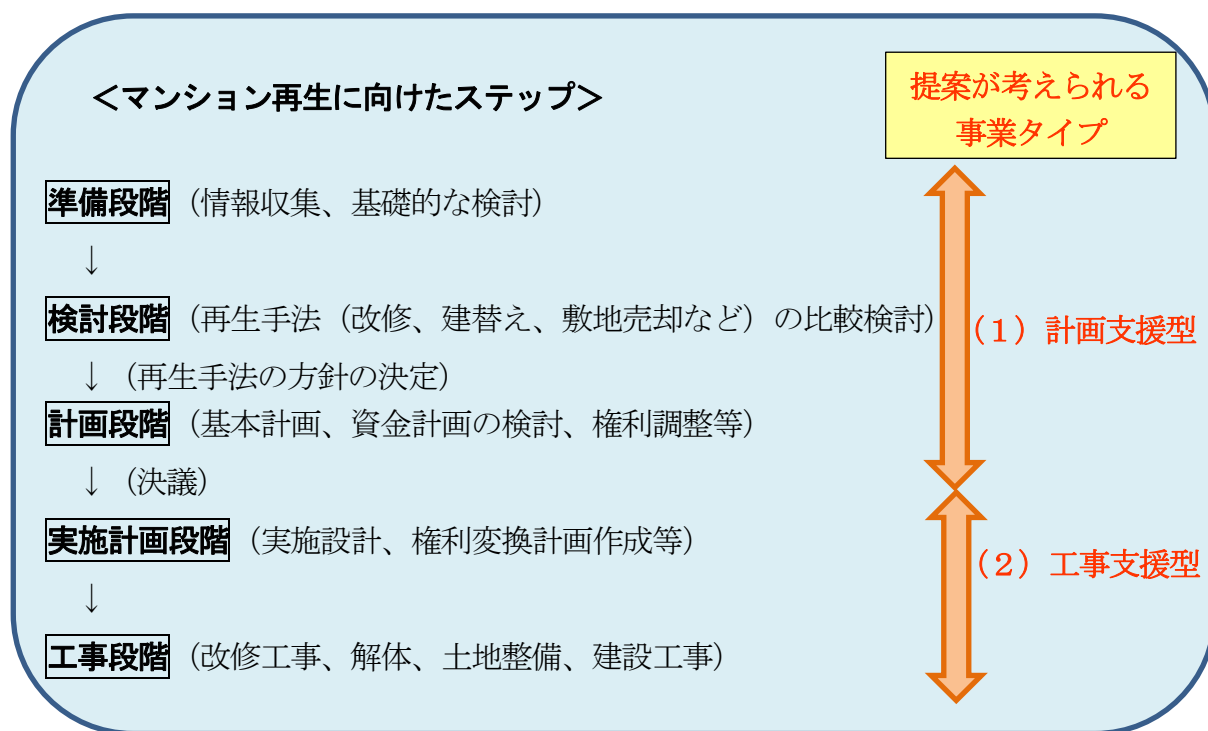 ＜マンション再生に向けたステップ＞
提案が考えられる
事業タイプ
準備段階（情報収集、基礎的な検討）
↓
検討段階（再生手法（改修、建替え、敷地売却など）の比較検討）
（１）計画支援型
↓（再生手法の方針の決定）
計画段階（基本計画、資金計画の検討、権利調整等）
↓（決議）
実施計画段階（実施設計、権利変換計画作成等）
（２）工事支援型
↓
工事段階（改修工事、解体、土地整備、建設工事）